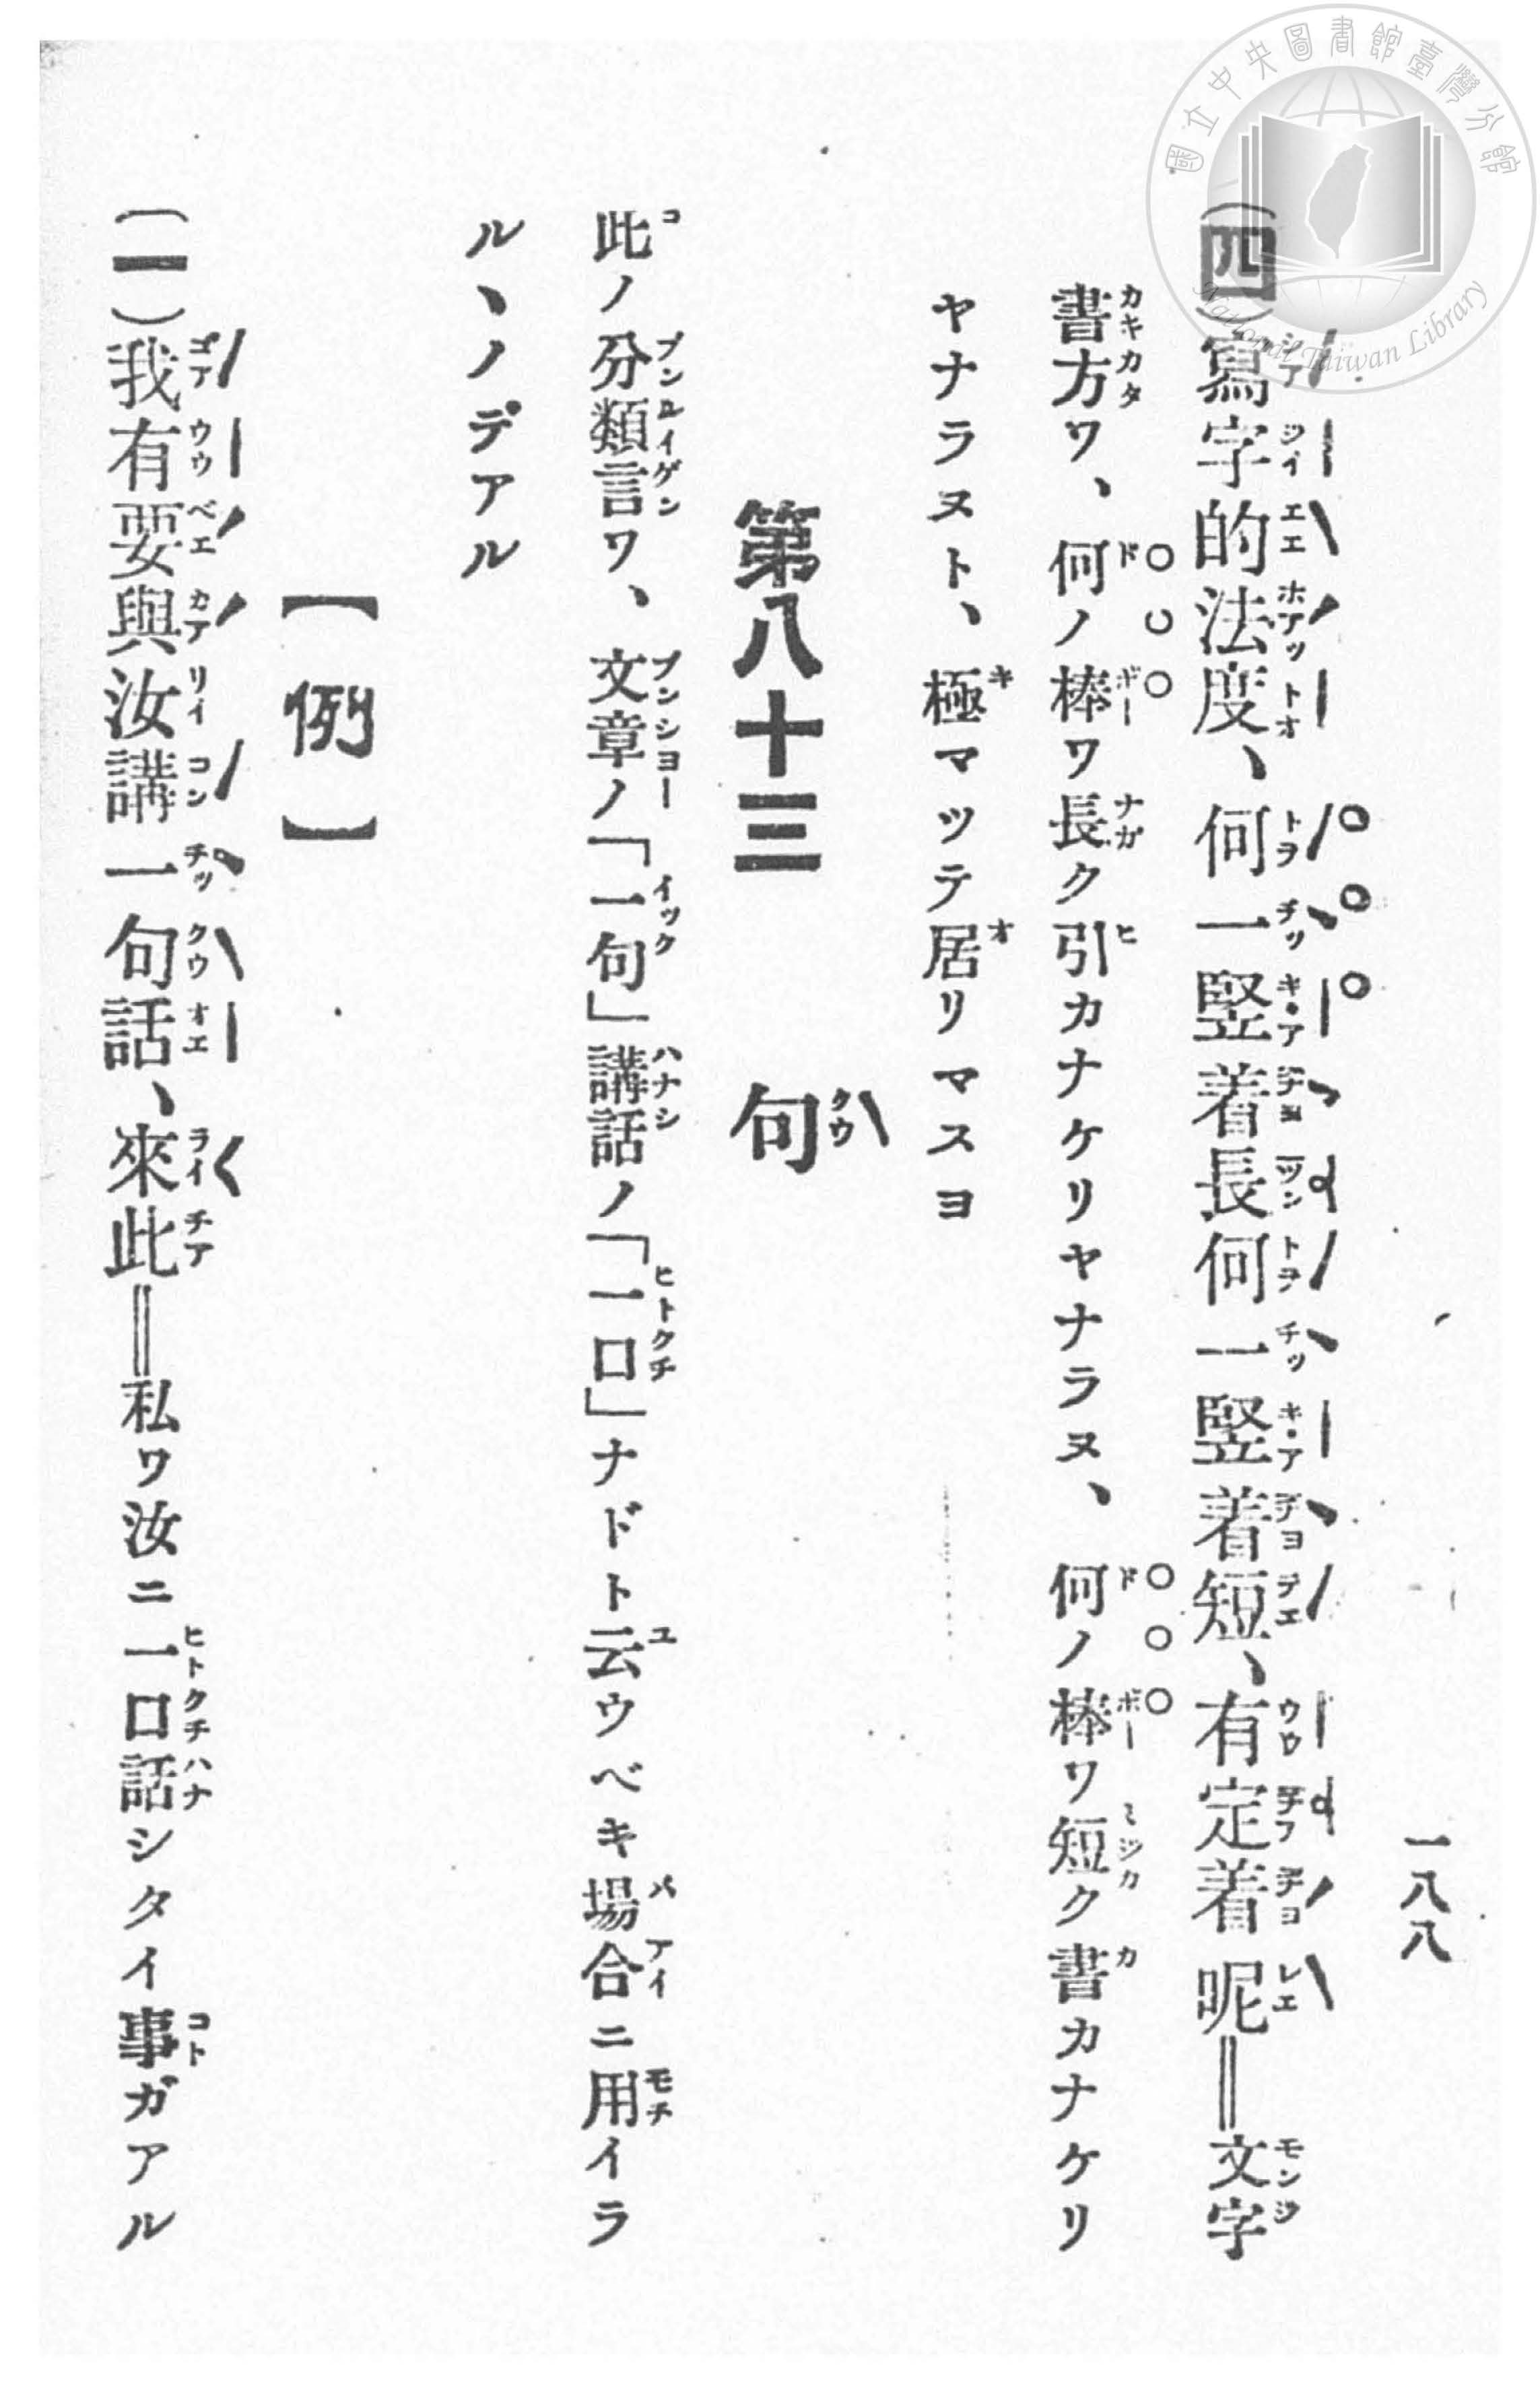 國立中央圖書館臺灣分館
National Taiwan Library
一八八
(四)寫字的法度、何一竪着長何一竪着短、有定着呢‖文字
書方ワ、何ノ棒ワ長ク引カナケリヤナラヌ、何ノ棒ワ短ク書カナケリ
ヤナラヌト、極マツテ居リマスヨ
第八十三 句
此ノ分類言ワ、文章ノ「一句」講話ノ「一口」ナドト云ウベキ場合ニ用イラ
ルヽノデアル
【例】
(一)我有要與汝講一句話、來此‖私ワ汝ニ一口話シタイ事ガアル